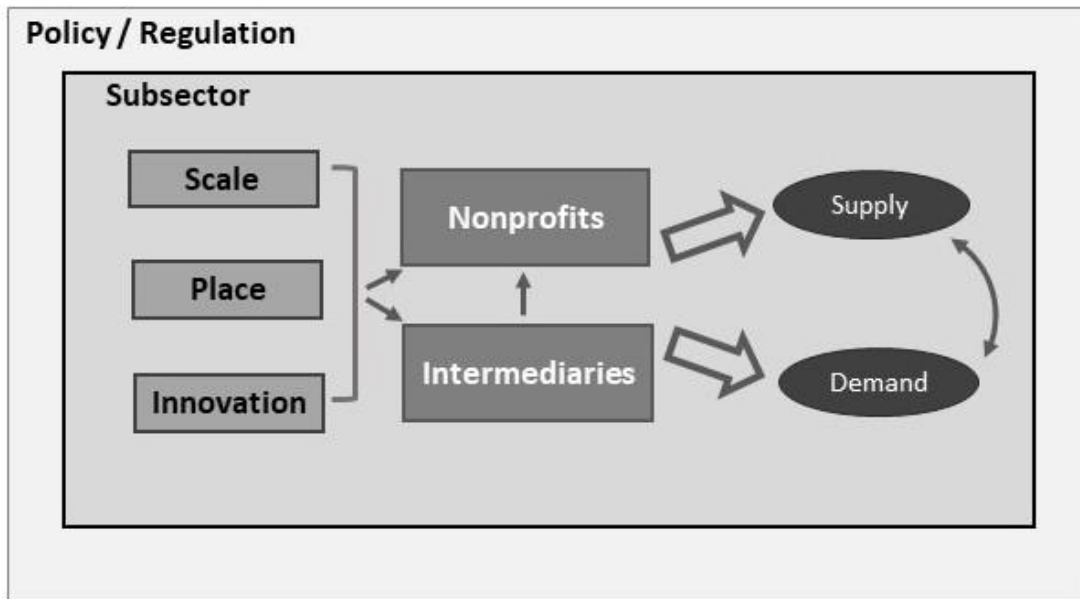 Policy / Regulation
Subsector
Scale
Place
Innovation
Nonprofits
Intermediaries
Supply
Demand